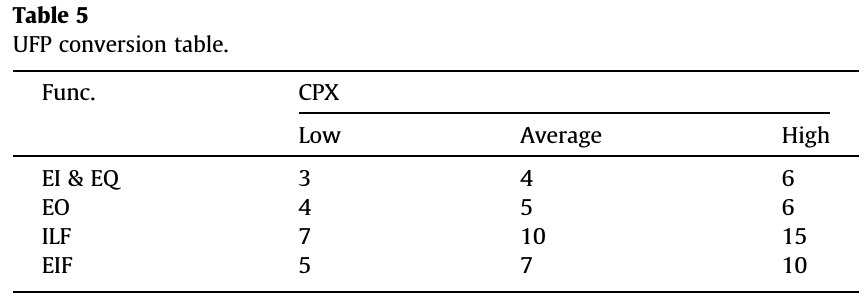 Table 5
UFP conversion table.
Func. CPX
Low Average High
EI & EQ 3 4 6
EO 4 5 6
ILF 7 10 15
EIF 5 7 10